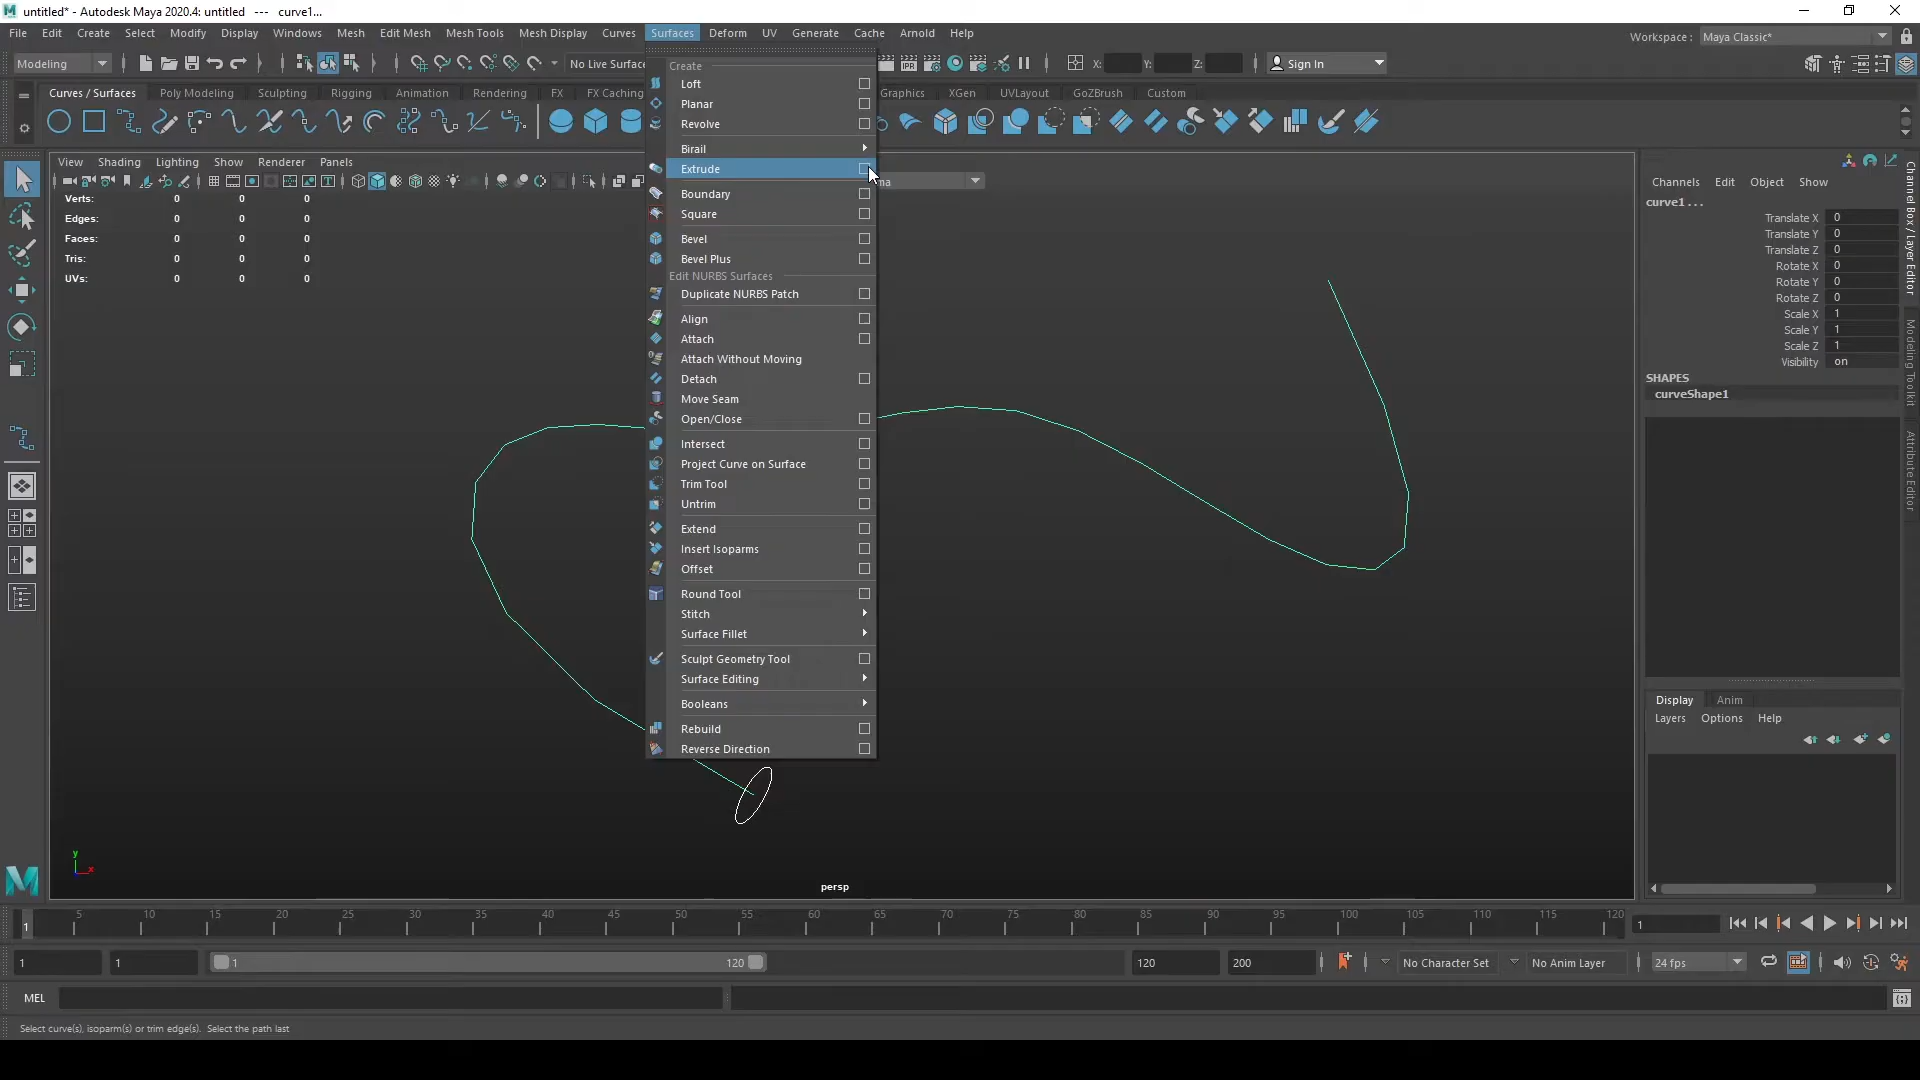 untitled* - Autodesk Maya 2020.4: untitled   ---   curve1...
File Edit Create Select Modify Display Windows Mesh Edit Mesh Mesh Tools Mesh Display Curves Surfaces Deform UV Generate Cache Arnold Help
Workspace : Maya Classic*
Modeling
No Live Surface
X:
Y:
Z:
Sign In
Curves / Surfaces Poly Modeling Sculpting Rigging Animation Rendering FX FX Caching
Graphics XGen UVLayout GoZBrush Custom
View Shading Lighting Show Renderer Panels
Verts: 0 0 0
Edges: 0 0 0
Faces: 0 0 0
Tris: 0 0 0
UVs: 0 0 0
Create
Loft
Planar
Revolve
Birail
Extrude
Boundary
Square
Bevel
Bevel Plus
Edit NURBS Surfaces
Duplicate NURBS Patch
Align
Attach
Attach Without Moving
Detach
Move Seam
Open/Close
Intersect
Project Curve on Surface
Trim Tool
Untrim
Extend
Insert Isoparms
Offset
Round Tool
Stitch
Surface Fillet
Sculpt Geometry Tool
Surface Editing
Booleans
Rebuild
Reverse Direction
y
x
persp
Channels Edit Object Show
curve1 ...
Translate X 0
Translate Y 0
Translate Z 0
Rotate X 0
Rotate Y 0
Rotate Z 0
Scale X 1
Scale Y 1
Scale Z 1
Visibility on
SHAPES
curveShape1
Display Anim
Layers Options Help
Channel Box / Layer Editor
Modeling Toolkit
Attribute Editor
5 10 15 20 25 30 35 40 45 50 55 60 65 70 75 80 85 90 95 100 105 110 115 120
1
1
1 1 1 120 120 200
No Character Set
No Anim Layer
24 fps
MEL
Select curve(s), isoparm(s) or trim edge(s). Select the path last